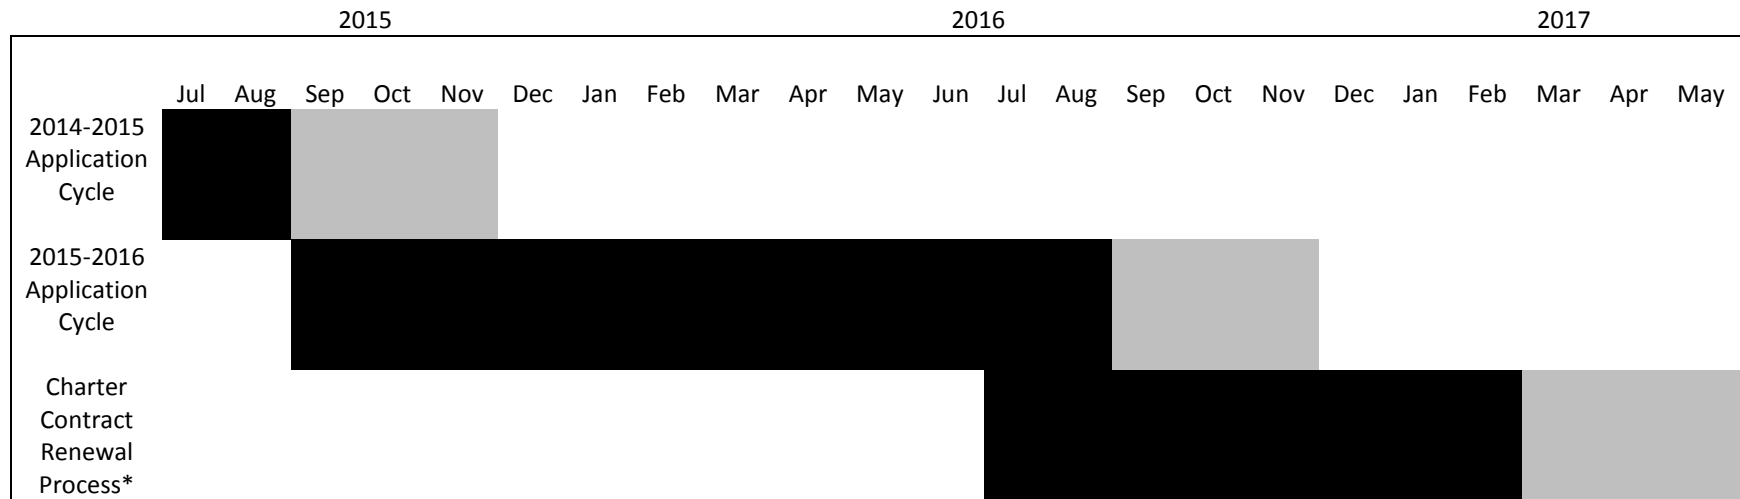 2015 2016 2017
Jul Aug Sep Oct Nov Dec Jan Feb Mar Apr May Jun Jul Aug Sep Oct Nov Dec Jan Feb Mar Apr May
2014-2015
Application
Cycle
2015-2016
Application
Cycle
Charter
Contract
Renewal
Process*